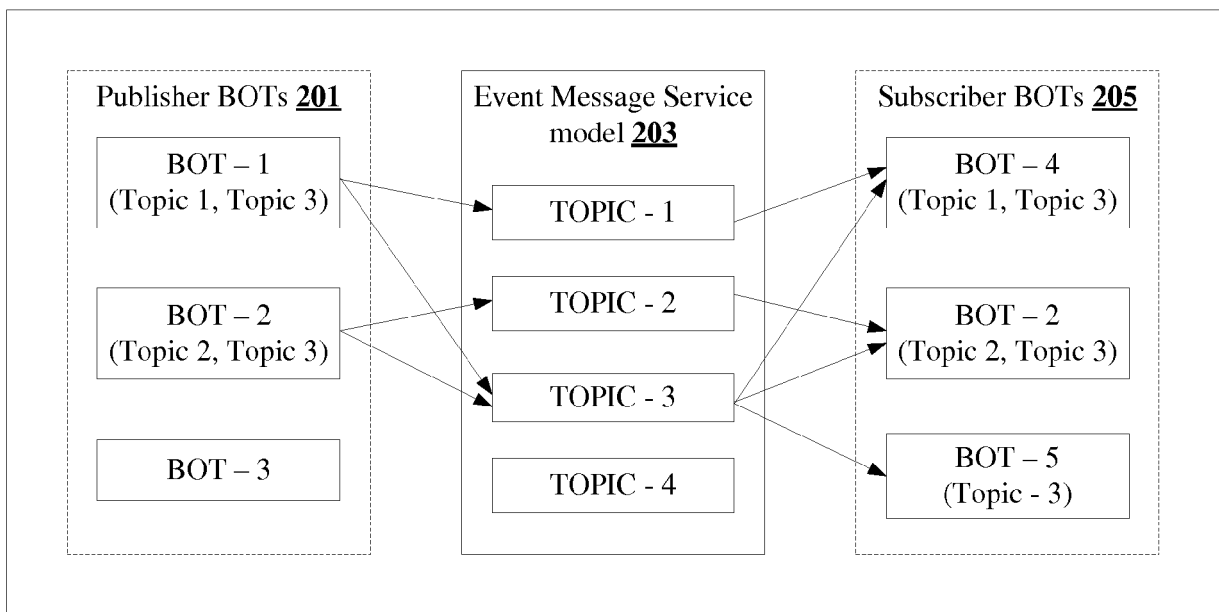 Publisher BOTs 201
BOT – 1
(Topic 1, Topic 3)
BOT – 2
(Topic 2, Topic 3)
BOT – 3
Event Message Service
model 203
TOPIC - 1
TOPIC - 2
TOPIC - 3
TOPIC - 4
Subscriber BOTs 205
BOT – 4
(Topic 1, Topic 3)
BOT – 2
(Topic 2, Topic 3)
BOT – 5
(Topic - 3)